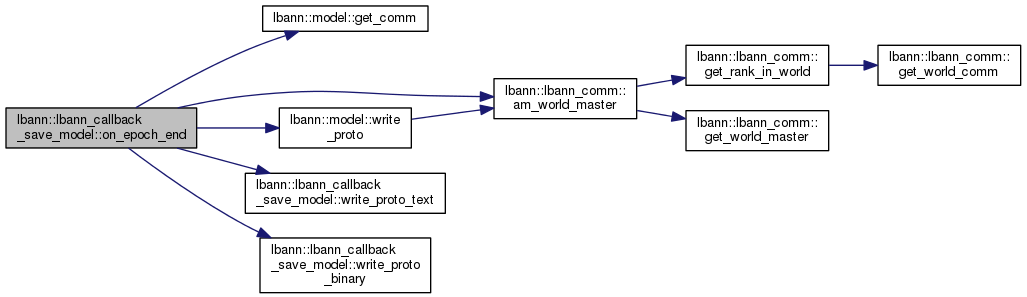 lbann::lbann_callback
_save_model::on_epoch_end
lbann::model::get_comm
lbann::model::write
_proto
lbann::lbann_callback
_save_model::write_proto_text
lbann::lbann_callback
_save_model::write_proto
_binary
lbann::lbann_comm::
am_world_master
lbann::lbann_comm::
get_rank_in_world
lbann::lbann_comm::
get_world_master
lbann::lbann_comm::
get_world_comm